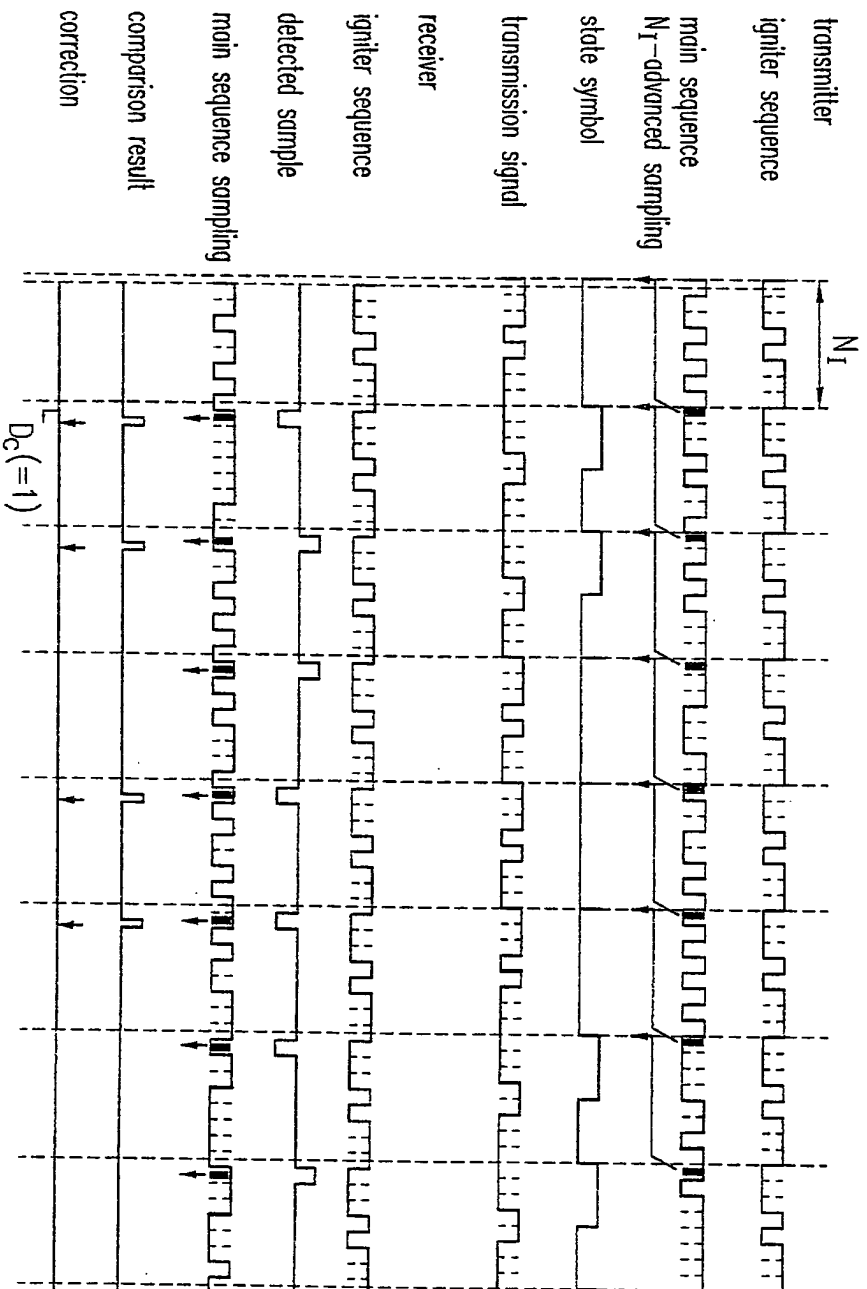 transmitter
igniter sequence
main sequence
N_I-advanced sampling
state symbol
transmission signal
receiver
igniter sequence
detected sample
main sequence sampling
comparison result
correction
N_I
D_C(=1)